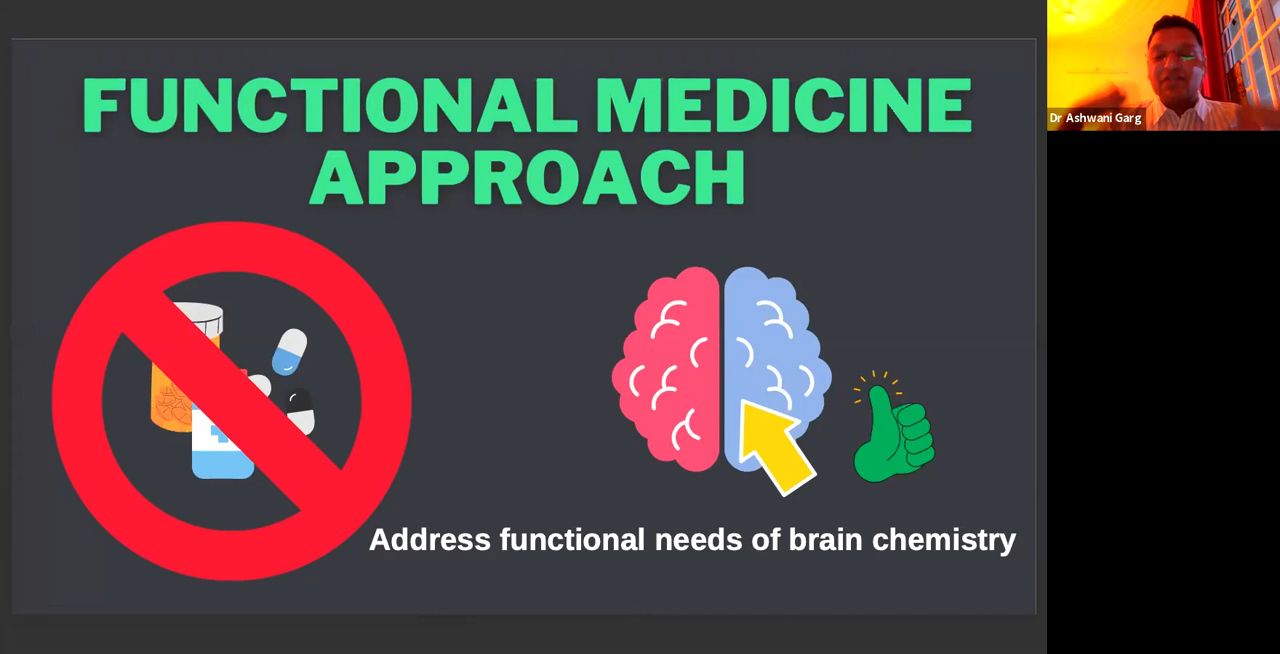 FUNCTIONAL MEDICINE
APPROACH
Address functional needs of brain chemistry
Dr Ashwani Garg